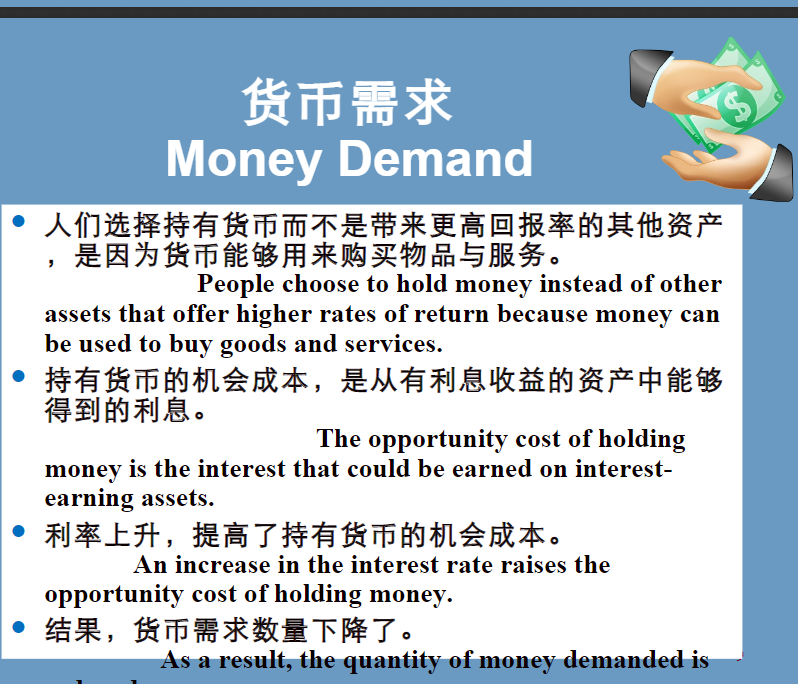 货币需求
Money Demand
人们选择持有货币而不是带来更高回报率的其他资产
，是因为货币能够用来购买物品与服务。
People choose to hold money instead of other
assets that offer higher rates of return because money can
be used to buy goods and services.
持有货币的机会成本，是从有利息收益的资产中能够
得到的利息。
The opportunity cost of holding
money is the interest that could be earned on interest-
earning assets.
利率上升，提高了持有货币的机会成本。
An increase in the interest rate raises the
opportunity cost of holding money.
结果，货币需求数量下降了。
As a result, the quantity of money demanded is